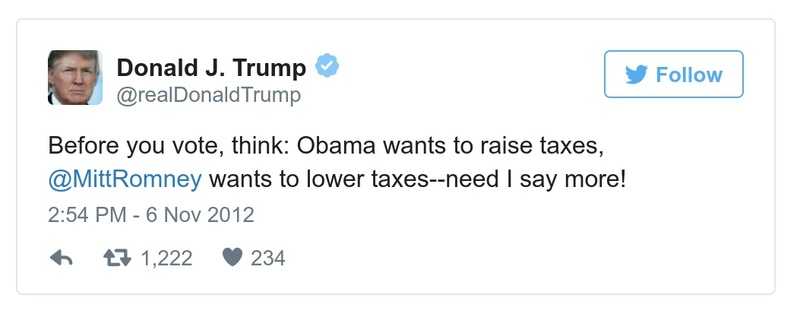 Donald J. Trump
@realDonaldTrump
Follow
Before you vote, think: Obama wants to raise taxes,
@MittRomney wants to lower taxes--need I say more!
2:54 PM - 6 Nov 2012
1,222 234